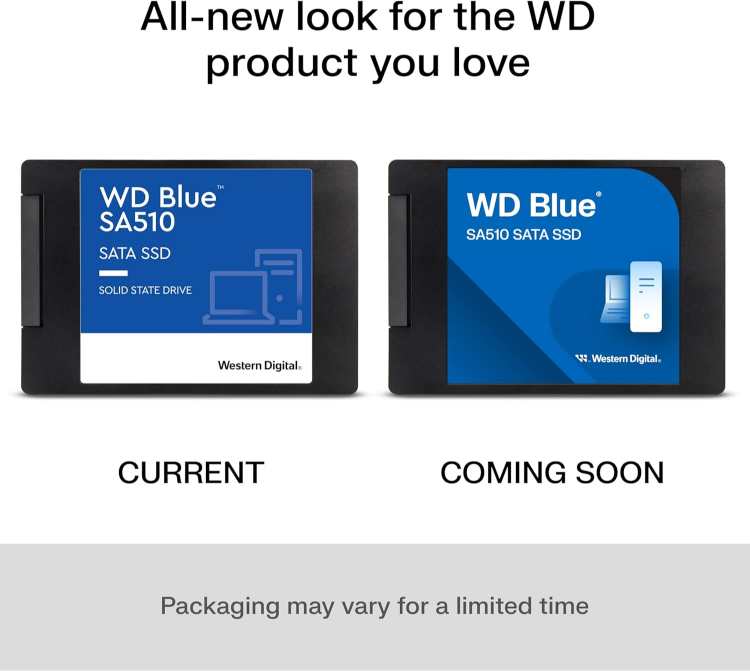 All-new look for the WD
product you love
WD Blue™
SA510
SATA SSD
SOLID STATE DRIVE
Western Digital®
WD Blue®
SA510 SATA SSD
Western Digital®
CURRENT
COMING SOON
Packaging may vary for a limited time